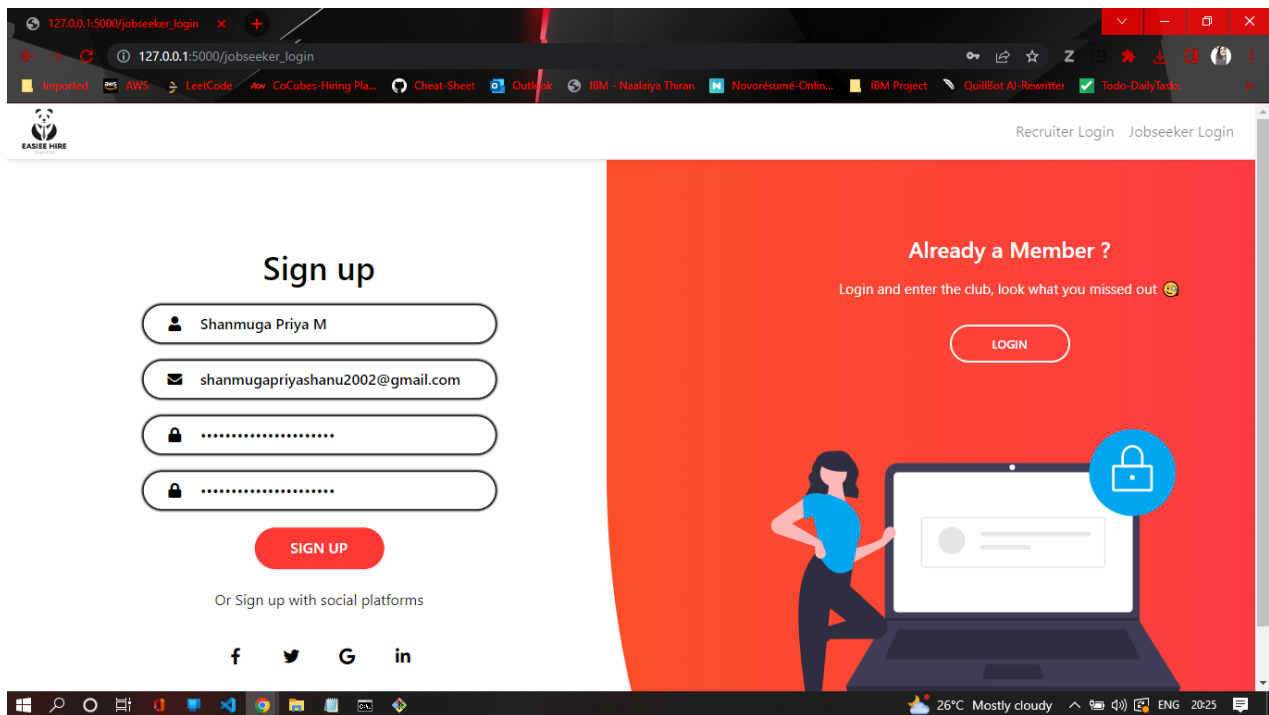 127.0.0.1:5000/jobseeker_login
127.0.0.1:5000/jobseeker_login
Imported AWS LeetCode CoCubes-Hiring Pla... Cheat-Sheet Outlook IBM - Naalaiya Thiran Novorésumé-Onlin... IBM Project QuillBot AI-Rewritter Todo-DailyTasks
EASIEE HIRE
Recruiter Login Jobseeker Login
Sign up
Shanmuga Priya M
shanmugapriyashanu2002@gmail.com
••••••••••••••••••••••
••••••••••••••••••••••
SIGN UP
Or Sign up with social platforms
Already a Member ?
Login and enter the club, look what you missed out 🧐
LOGIN
26°C Mostly cloudy ENG 20:25